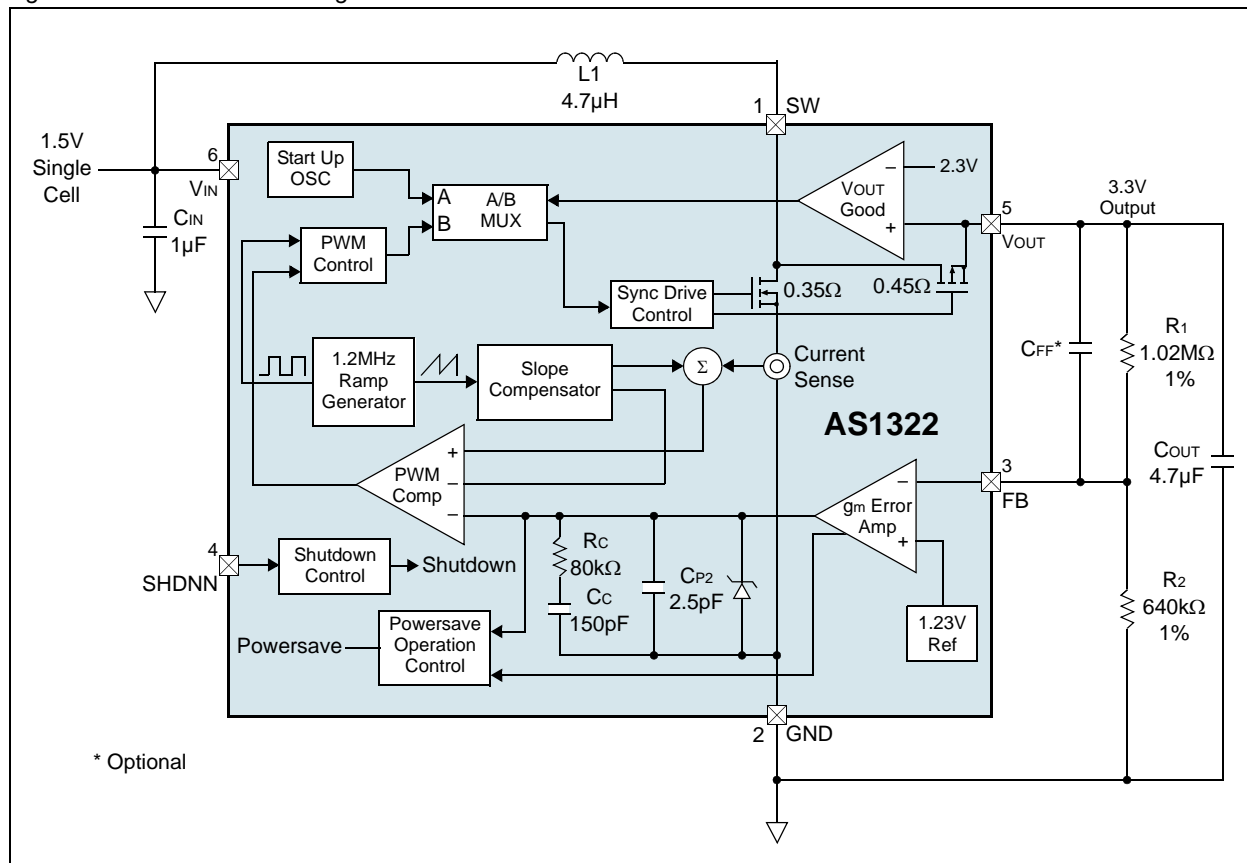 L1
4.7µH
1 SW
1.5V
Single
Cell
6
VIN
CIN
1µF
Start Up
OSC
A
B
A/B
MUX
PWM
Control
VOUT
Good
−
+
2.3V
5
VOUT
3.3V
Output
Sync Drive
Control
0.35Ω
0.45Ω
CFF*
R1
1.02MΩ
1%
1.2MHz
Ramp
Generator
Slope
Compensator
Σ
Current
Sense
AS1322
COUT
4.7µF
+
PWM
Comp
−
−
gm Error
Amp
−
+
3
FB
4
SHDNN
Shutdown
Control
Shutdown
RC
80kΩ
CC
150pF
CP2
2.5pF
1.23V
Ref
R2
640kΩ
1%
Powersave
Powersave
Operation
Control
2 GND
* Optional